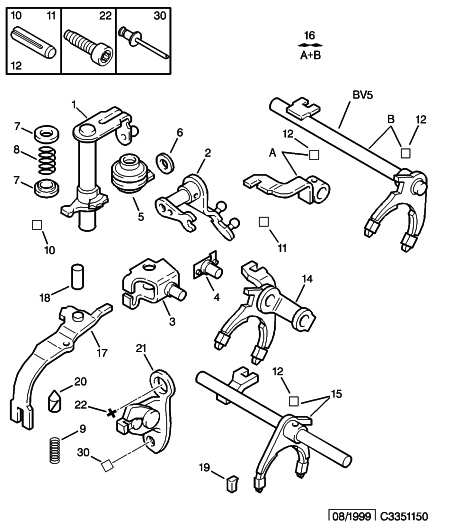 10 11 22 30
12
16
A+B
1
BV5
7 6 12 B 12
8 2 A
7
5
10 11
18 3 4 14
17 21
20 12 15
22
9
30 19
08/1999 C3351150